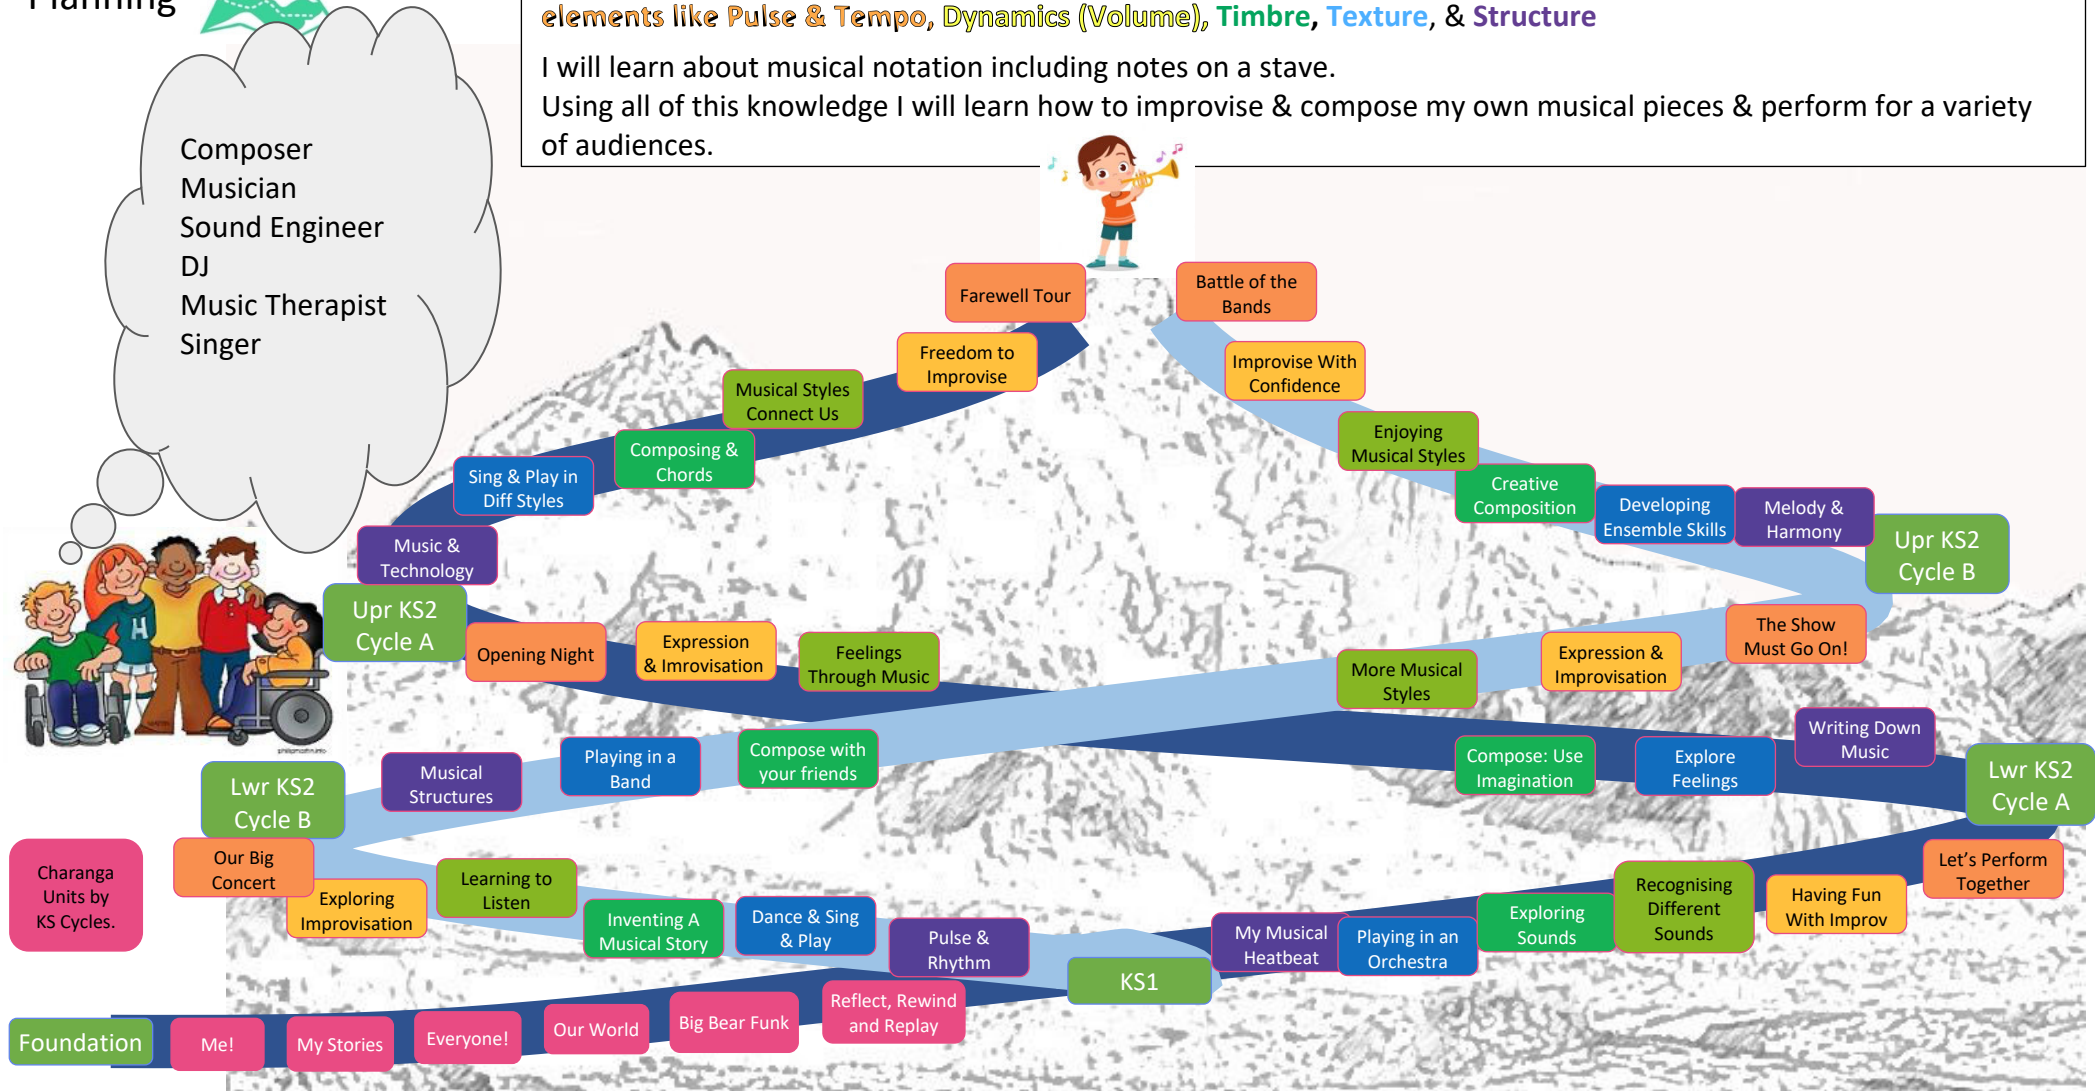 Planning
elements like Pulse & Tempo, Dynamics (Volume), Timbre, Texture, & Structure
I will learn about musical notation including notes on a stave.
Using all of this knowledge I will learn how to improvise & compose my own musical pieces & perform for a variety
of audiences.
Composer
Musician
Sound Engineer
DJ
Music Therapist
Singer
Farewell Tour
Battle of the
Bands
Freedom to
Improvise
Improvise With
Confidence
Musical Styles
Connect Us
Enjoying
Musical Styles
Composing &
Chords
Sing & Play in
Diff Styles
Creative
Composition
Developing
Ensemble Skills
Melody &
Harmony
Music &
Technology
Upr KS2
Cycle B
Upr KS2
Cycle A
H
Opening Night
Expression
& Imrovisation
Feelings
Through Music
More Musical
Styles
Expression &
Improvisation
The Show
Must Go On!
philipmartin.info
Writing Down
Music
Explore
Feelings
Compose: Use
Imagination
Compose with
your friends
Playing in a
Band
Musical
Structures
Lwr KS2
Cycle B
Lwr KS2
Cycle A
Charanga
Units by
KS Cycles.
Our Big
Concert
Exploring
Improvisation
Learning to
Listen
Inventing A
Musical Story
Dance & Sing
& Play
Pulse &
Rhythm
KS1
My Musical
Heatbeat
Playing in an
Orchestra
Exploring
Sounds
Recognising
Different
Sounds
Having Fun
With Improv
Let's Perform
Together
Foundation
Me!
My Stories
Everyone!
Our World
Big Bear Funk
Reflect, Rewind
and Replay